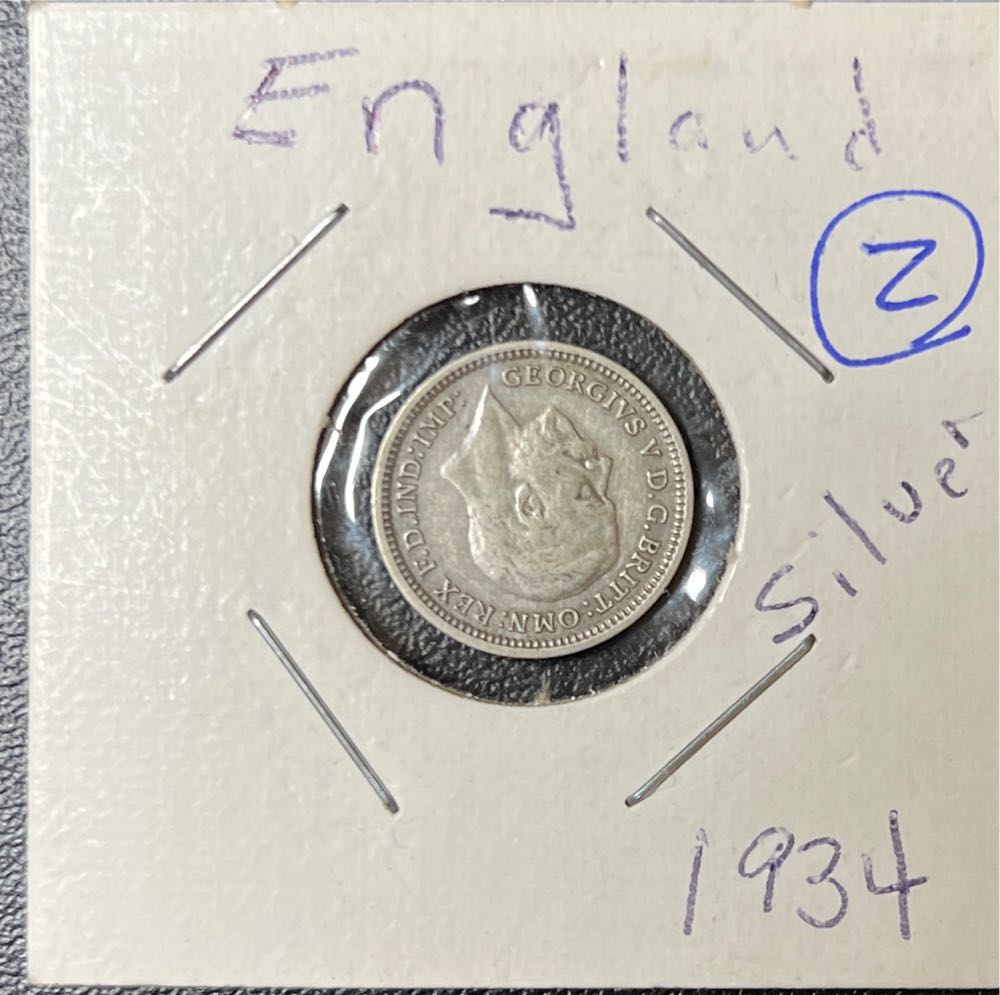 England
2
GEORGIVS V D.G.BRITT:OMN:REX F.D.IND:IMP:
Silver
1934